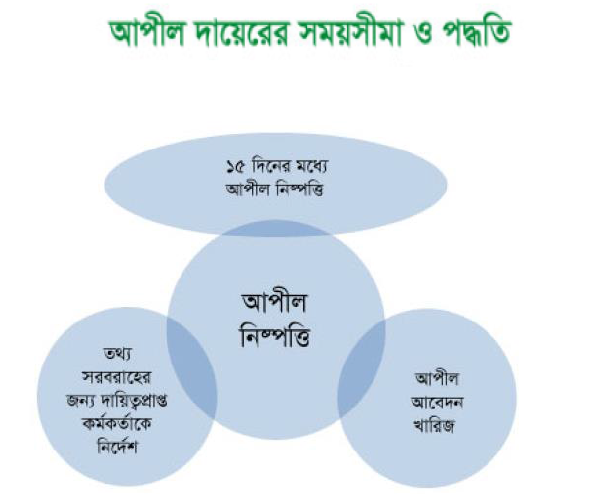 আপীল দায়েরের সময়সীমা ও পদ্ধতি
১৫ দিনের মধ্যে
আপীল নিষ্পত্তি
আপীল
নিষ্পত্তি
তথ্য
সরবরাহের
জন্য দায়িত্বপ্রাপ্ত
কর্মকর্তাকে
নির্দেশ
আপীল
আবেদন
খারিজ